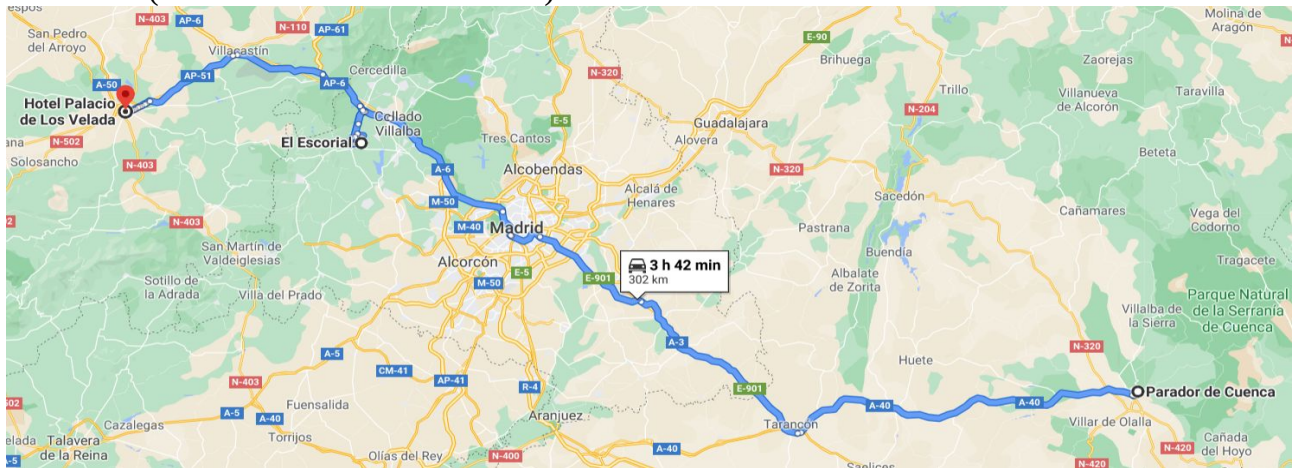 espos
N-403
AP-6
N-110
AP-61
E-90
Molina de
Aragón
San Pedro
del Arroyo
Villacastín
N-320
Brihuega
Zaorejas
A-50
AP-51
AP-6
Cercedilla
Trillo
Villanueva
de Alcorón
Taravilla
Hotel Palacio
de Los Velada
Collado
Villalba
E-5
Guadalajara
N-204
N-502
El Escorial
Tres Cantos
Alovera
Beteta
Solosancho
N-403
A-6
Alcobendas
N-320
Alcalá de
Henares
Sacedón
Cañamares
M-50
N-403
M-40
Madrid
Pastrana
Vega del
Codorno
San Martín de
Valdeiglesias
Alcorcón
E-5
3 h 42 min
302 km
Buendía
Tragacete
Sotillo de
la Adrada
Villa del Prado
M-50
E-901
Albalate
de Zorita
Parque Natural
de la Serranía
de Cuenca
Villalba de
la Sierra
A-3
N-320
A-5
Huete
CM-41
N-403
AP-41
R-4
E-901
Parador de Cuenca
502
Fuensalida
A-40
A-40
A-5
A-40
Aranjuez
Tarancón
Villar de Olalla
Cazalegas
Talavera
de la Reina
Torrijos
A-40
N-420
Cañada
del Hoyo
A-5
Olías del Rey
N-400
Saelices
N-420